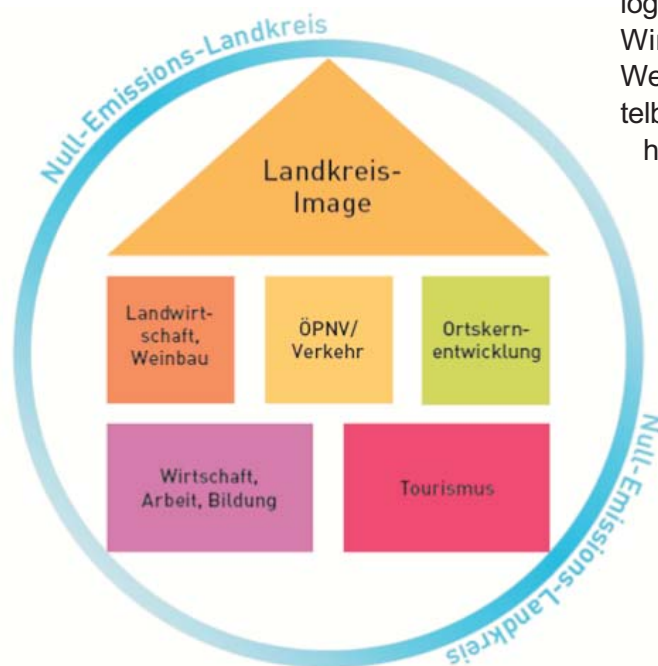 Null-Emissions-Landkreis
Landkreis-
Image
Landwirt-
schaft,
Weinbau
ÖPNV/
Verkehr
Ortskern-
entwicklung
Wirtschaft,
Arbeit, Bildung
Tourismus
Null-Emissions-Landkreis